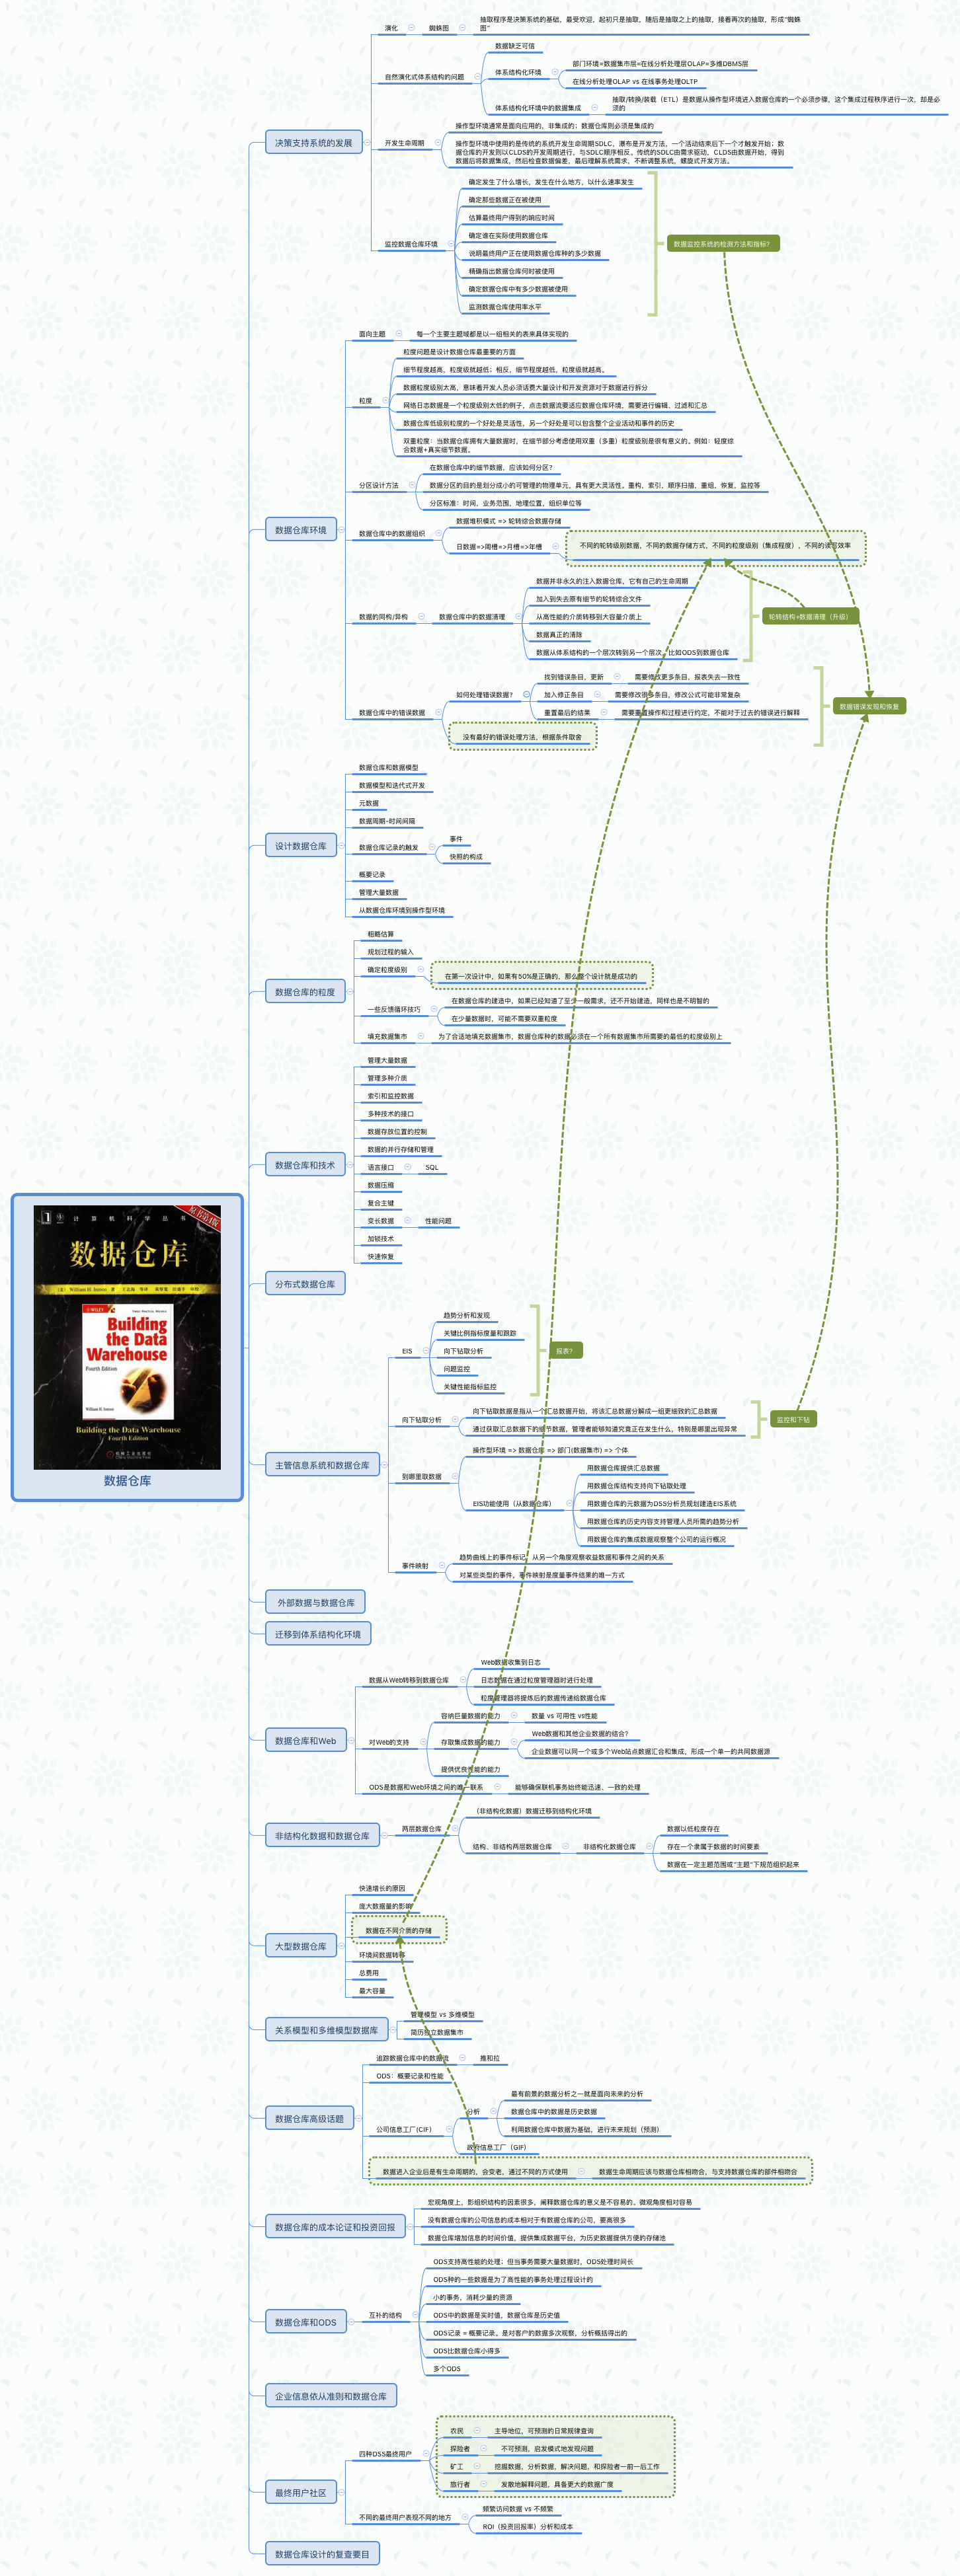 决策支持系统的发展
演化
蜘蛛图
抽取程序是决策系统的基础，最受欢迎，起初只是抽取，随后是抽取之上的抽取，接着再次的抽取，形成“蜘蛛
图”
自然演化式体系结构的问题
数据缺乏可信
体系结构化环境
部门环境=数据集市层=在线分析处理层OLAP=多维DBMS层
在线分析处理OLAP vs 在线事务处理OLTP
体系结构化环境中的数据集成
抽取/转换/装载（ETL）是数据从操作型环境进入数据仓库的一个必须步骤，这个集成过程秩序进行一次，却是必
须的
开发生命周期
操作型环境通常是面向应用的，非集成的；数据仓库则必须是集成的
操作型环境中使用的是传统的系统开发生命周期SDLC，瀑布是开发方法，一个活动结束后下一个才触发开始；数
据仓库的开发则以CLDS的开发周期进行，与SDLC顺序相反。传统的SDLC由需求驱动，CLDS由数据开始，得到
数据后将数据集成，然后检查数据偏差，最后理解系统需求，不断调整系统，螺旋式开发方法。
监控数据仓库环境
确定发生了什么增长，发生在什么地方，以什么速率发生
确定那些数据正在被使用
估算最终用户得到的响应时间
确定谁在实际使用数据仓库
说明最终用户正在使用数据仓库种的多少数据
精确指出数据仓库何时被使用
确定数据仓库中有多少数据被使用
监测数据仓库使用率水平
数据监控系统的检测方法和指标？
数据仓库环境
面向主题
每一个主要主题域都是以一组相关的表来具体实现的
粒度
粒度问题是设计数据仓库最重要的方面
细节程度越高，粒度级就越低；相反，细节程度越低，粒度级就越高。
数据粒度级别太高，意味着开发人员必须话费大量设计和开发资源对于数据进行拆分
网络日志数据是一个粒度级别太低的例子，点击数据流要适应数据仓库环境，需要进行编辑、过滤和汇总
数据仓库低级别粒度的一个好处是灵活性，另一个好处是可以包含整个企业活动和事件的历史
双重粒度：当数据仓库拥有大量数据时，在细节部分考虑使用双重（多重）粒度级别是很有意义的。例如：轻度综
合数据+真实细节数据。
分区设计方法
在数据仓库中的细节数据，应该如何分区？
数据分区的目的是划分成小的可管理的物理单元，具有更大灵活性。重构，索引，顺序扫描，重组，恢复，监控等
分区标准：时间，业务范围，地理位置，组织单位等
数据仓库中的数据组织
数据堆积模式 => 轮转综合数据存储
日数据=>周槽=>月槽=>年槽
不同的轮转级别数据，不同的数据存储方式，不同的粒度级别（集成程度），不同的读写效率
数据的同构/异构
数据仓库中的数据清理
数据并非永久的注入数据仓库，它有自己的生命周期
加入到失去原有细节的轮转综合文件
从高性能的介质转移到大容量介质上
数据真正的清除
数据从体系结构的一个层次转到另一个层次，比如ODS到数据仓库
轮转结构+数据清理（升级）
数据仓库中的错误数据
如何处理错误数据？
找到错误条目，更新
需要修改更多条目，报表失去一致性
加入修正条目
需要修改很多条目，修改公式可能非常复杂
重置最后的结果
需要重置操作和过程进行约定，不能对于过去的错误进行解释
没有最好的错误处理方法，根据条件取舍
数据错误发现和恢复
设计数据仓库
数据仓库和数据模型
数据模型和迭代式开发
元数据
数据周期-时间间隔
数据仓库记录的触发
事件
快照的构成
概要记录
管理大量数据
从数据仓库环境到操作型环境
数据仓库的粒度
粗略估算
规划过程的输入
确定粒度级别
在第一次设计中，如果有50%是正确的，那么整个设计就是成功的
一些反馈循环技巧
在数据仓库的建造中，如果已经知道了至少一般需求，还不开始建造，同样也是不明智的
在少量数据时，可能不需要双重粒度
填充数据集市
为了合适地填充数据集市，数据仓库种的数据必须在一个所有数据集市所需要的最低的粒度级别上
数据仓库和技术
管理大量数据
管理多种介质
索引和监控数据
多种技术的接口
数据存放位置的控制
数据的并行存储和管理
语言接口
SQL
数据压缩
复合主键
变长数据
性能问题
加锁技术
快速恢复
计 算 机 科 学 丛 书
原书第4版
数据仓库
WILEY
Building
the Data
Warehouse
Fourth Edition
William H. Inmon
Building the Data Warehouse
Fourth Edition
机械工业出版社
数据仓库
分布式数据仓库
主管信息系统和数据仓库
EIS
趋势分析和发现
关键比例指标度量和跟踪
向下钻取分析
问题监控
关键性能指标监控
报表？
向下钻取分析
向下钻取数据是指从一个汇总数据开始，将该汇总数据分解成一组更细致的汇总数据
通过获取汇总数据下的细节数据，管理者能够知道究竟正在发生什么，特别是哪里出现异常
监控和下钻
到哪里取数据
操作型环境 => 数据仓库 => 部门(数据集市) => 个体
EIS功能使用（从数据仓库）
用数据仓库提供汇总数据
用数据仓库结构支持向下钻取处理
用数据仓库的元数据为DSS分析员规划建造EIS系统
用数据仓库的历史内容支持管理人员所需的趋势分析
用数据仓库的集成数据观察整个公司的运行概况
事件映射
趋势曲线上的事件标记，从另一个角度观察收益数据和事件之间的关系
对某些类型的事件，事件映射是度量事件结果的唯一方式
外部数据与数据仓库
迁移到体系结构化环境
数据仓库和Web
数据从Web转移到数据仓库
Web数据收集到日志
日志数据在通过粒度管理器时进行处理
粒度管理器将提炼后的数据传递给数据仓库
对Web的支持
容纳巨量数据的能力
数量 vs 可用性 vs性能
存取集成数据的能力
Web数据和其他企业数据的结合？
企业数据可以网一个或多个Web站点数据汇合和集成，形成一个单一的共同数据源
提供优良性能的能力
ODS是数据和Web环境之间的唯一联系
能够确保联机事务始终能迅速、一致的处理
非结构化数据和数据仓库
两层数据仓库
（非结构化数据）数据迁移到结构化环境
结构、非结构两层数据仓库
非结构化数据仓库
数据以低粒度存在
存在一个隶属于数据的时间要素
数据在一定主题范围或“主题”下规范组织起来
大型数据仓库
快速增长的原因
庞大数据量的影响
数据在不同介质的存储
环境间数据转移
总费用
最大容量
关系模型和多维模型数据库
管理模型 vs 多维模型
简历独立数据集市
数据仓库高级话题
追踪数据仓库中的数据流
推和拉
ODS：概要记录和性能
公司信息工厂(CIF)
分析
最有前景的数据分析之一就是面向未来的分析
数据仓库中的数据是历史数据
利用数据仓库中数据为基础，进行未来规划（预测）
政府信息工厂（GIF）
数据进入企业后是有生命周期的，会变老，通过不同的方式使用
数据生命周期应该与数据仓库相吻合，与支持数据仓库的部件相吻合
数据仓库的成本论证和投资回报
宏观角度上，影组织结构的因素很多，阐释数据仓库的意义是不容易的。微观角度相对容易
没有数据仓库的公司信息的成本相对于有数据仓库的公司，要高很多
数据仓库增加信息的时间价值，提供集成数据平台，为历史数据提供方便的存储池
数据仓库和ODS
互补的结构
ODS支持高性能的处理；但当事务需要大量数据时，ODS处理时间长
ODS种的一些数据是为了高性能的事务处理过程设计的
小的事务，消耗少量的资源
ODS中的数据是实时值，数据仓库是历史值
ODS记录 = 概要记录。是对客户的数据多次观察，分析概括得出的
ODS比数据仓库小得多
多个ODS
企业信息依从准则和数据仓库
最终用户社区
四种DSS最终用户
农民
主导地位，可预测的日常规律查询
探险者
不可预测，启发模式地发现问题
矿工
挖掘数据，分析数据，解决问题，和探险者一前一后工作
旅行者
发散地解释问题，具备更大的数据广度
不同的最终用户表现不同的地方
频繁访问数据 vs 不频繁
ROI（投资回报率）分析和成本
数据仓库设计的复查要目